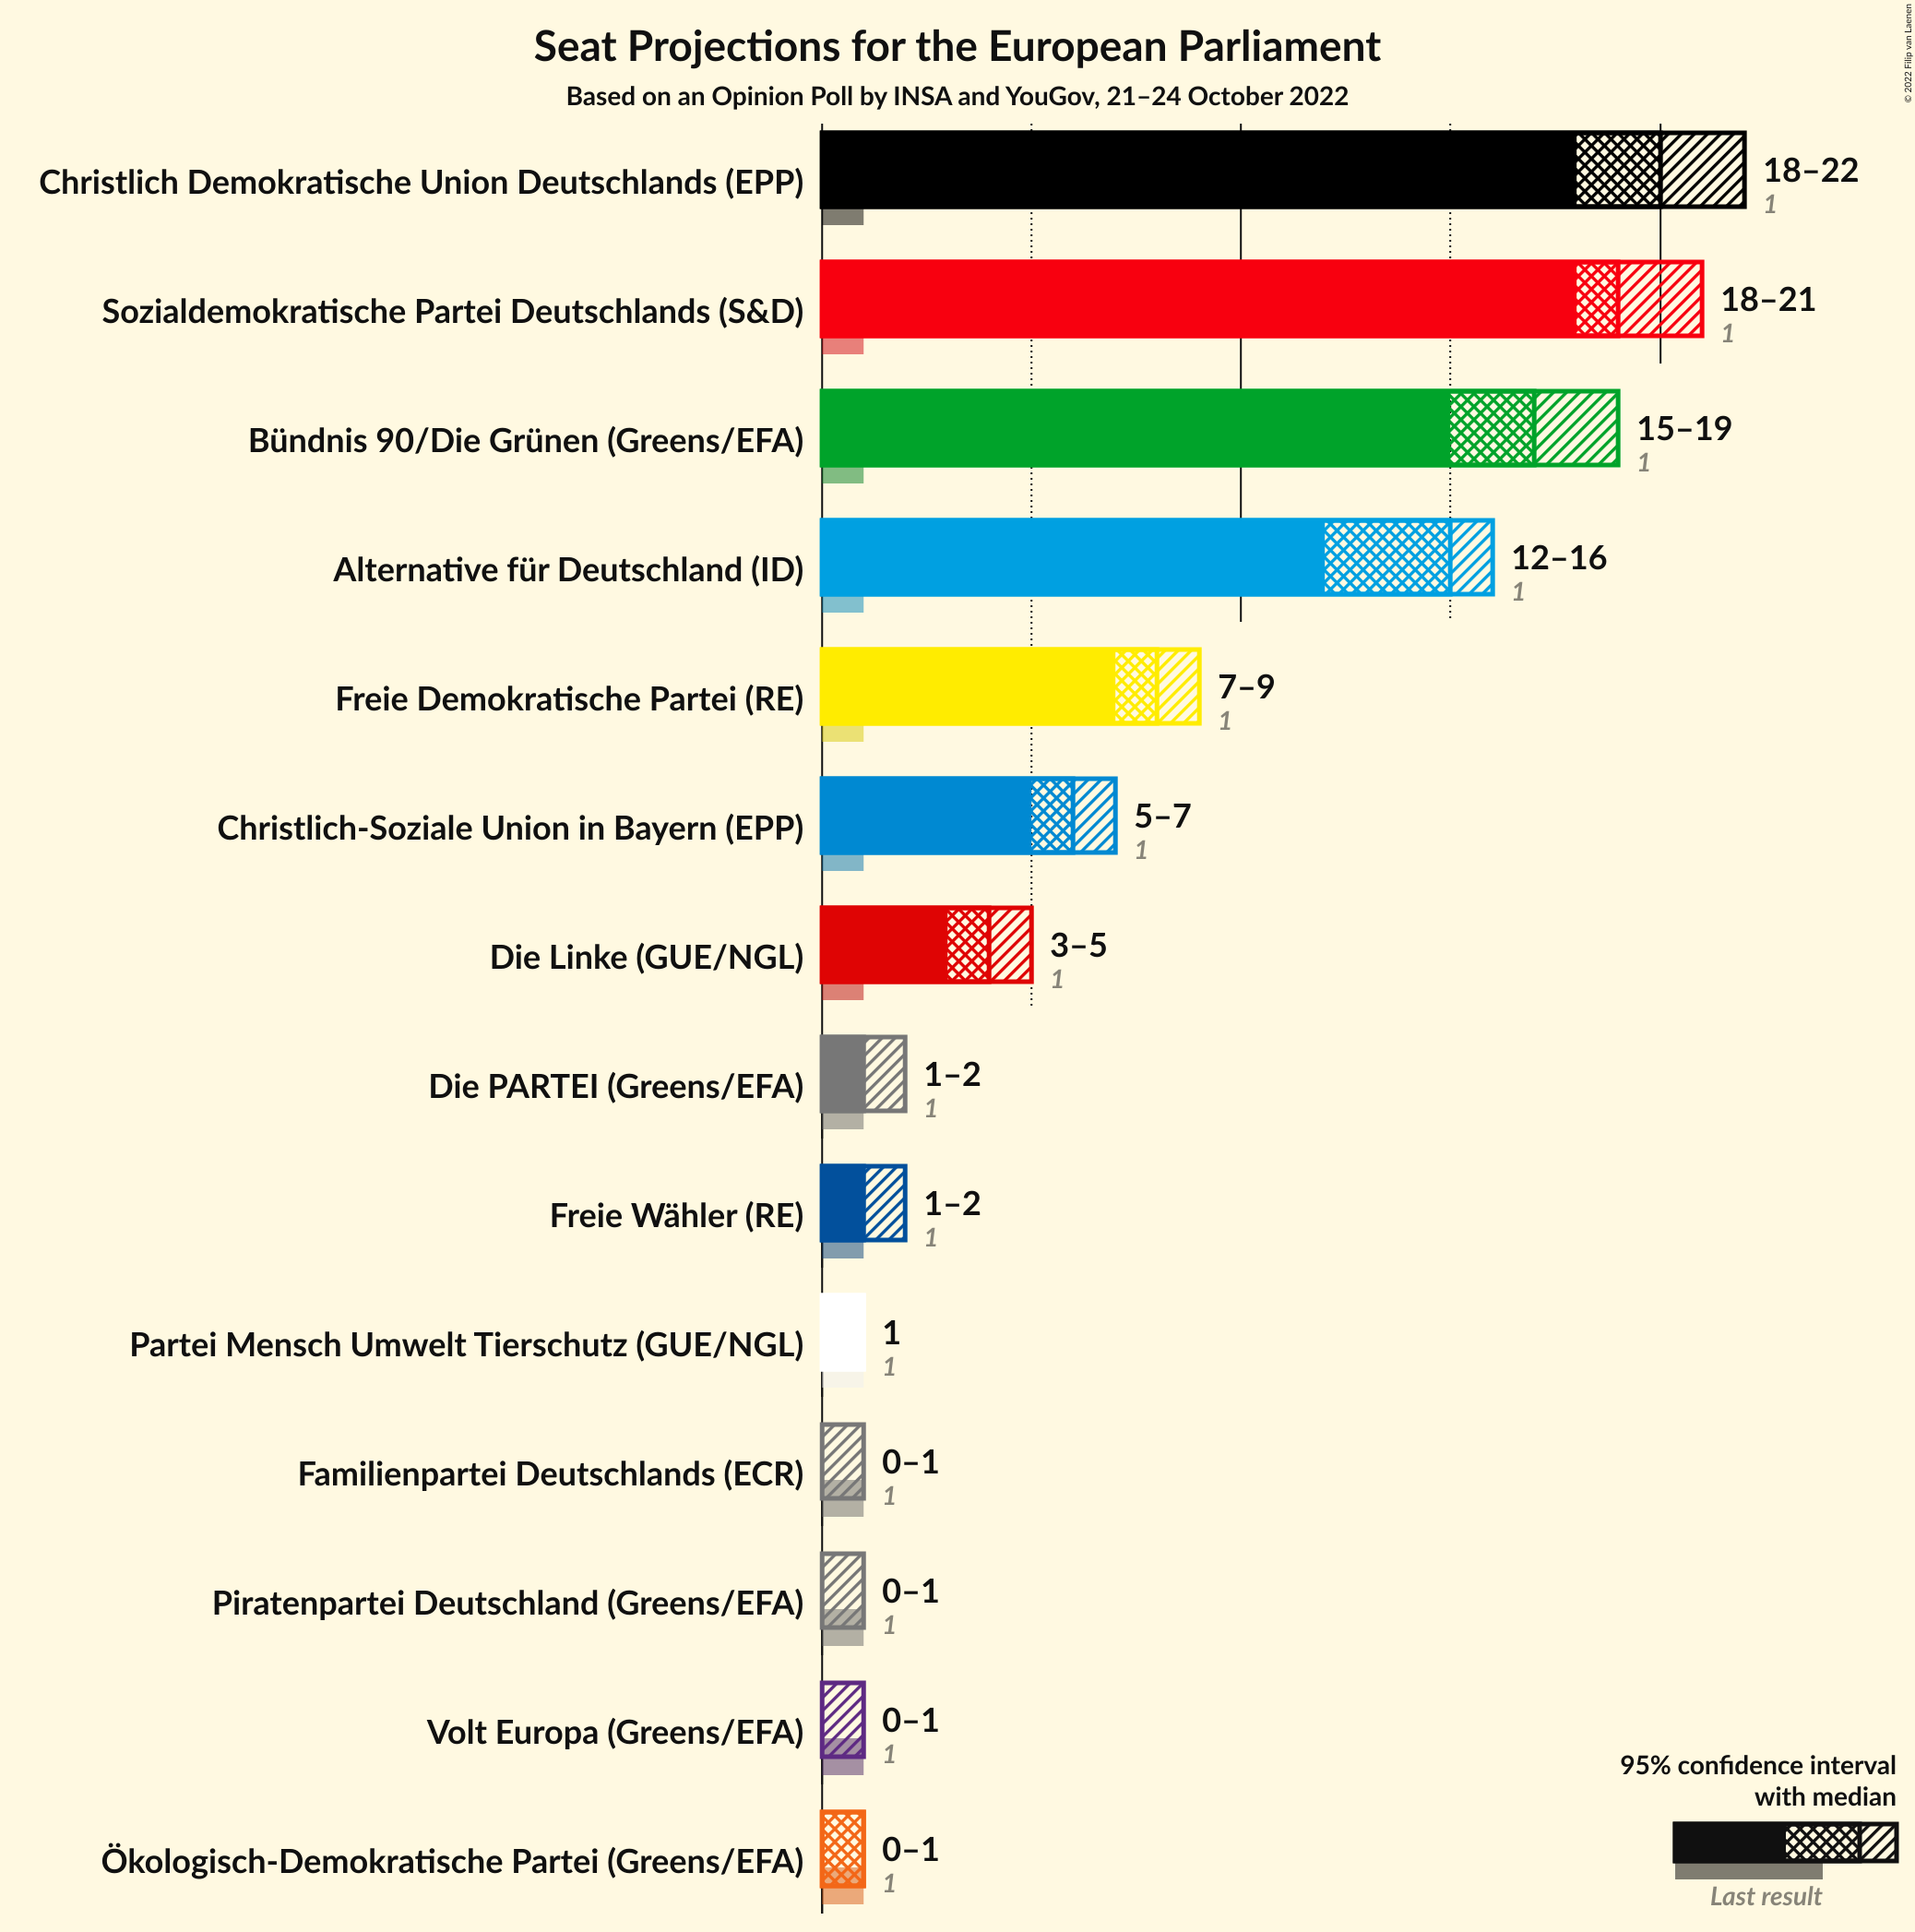 Seat Projections for the European Parliament
Based on an Opinion Poll by INSA and YouGov, 21–24 October 2022
© 2022 Filip van Laenen
Christlich Demokratische Union Deutschlands (EPP)
18–22
1
Sozialdemokratische Partei Deutschlands (S&D)
18–21
1
Bündnis 90/Die Grünen (Greens/EFA)
15–19
1
Alternative für Deutschland (ID)
12–16
1
Freie Demokratische Partei (RE)
7–9
1
Christlich-Soziale Union in Bayern (EPP)
5–7
1
Die Linke (GUE/NGL)
3–5
1
Die PARTEI (Greens/EFA)
1–2
1
Freie Wähler (RE)
1–2
1
Partei Mensch Umwelt Tierschutz (GUE/NGL)
1
1
Familienpartei Deutschlands (ECR)
0–1
1
Piratenpartei Deutschland (Greens/EFA)
0–1
1
Volt Europa (Greens/EFA)
0–1
1
Ökologisch-Demokratische Partei (Greens/EFA)
0–1
1
95% confidence interval
with median
Last result